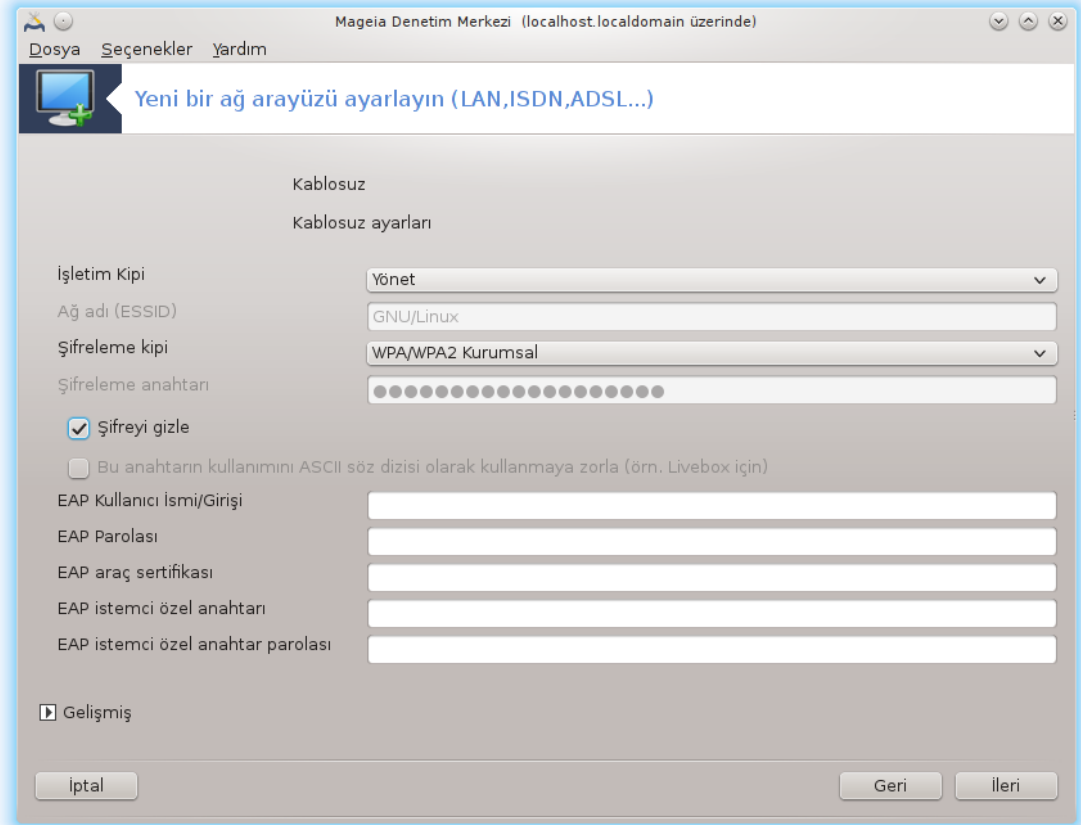 Mageia Denetim Merkezi (localhost.localdomain üzerinde)
Dosya Seçenekler Yardım
Yeni bir ağ arayüzü ayarlayın (LAN,ISDN,ADSL...)
Kablosuz
Kablosuz ayarları
İşletim Kipi Yönet
Ağ adı (ESSID) GNU/Linux
Şifreleme kipi WPA/WPA2 Kurumsal
Şifreleme anahtarı ●●●●●●●●●●●●●●●●●●●
Şifreyi gizle
Bu anahtarın kullanımını ASCII söz dizisi olarak kullanmaya zorla (örn. Livebox için)
EAP Kullanıcı İsmi/Girişi
EAP Parolası
EAP araç sertifikası
EAP istemci özel anahtarı
EAP istemci özel anahtar parolası
Gelişmiş
İptal Geri İleri